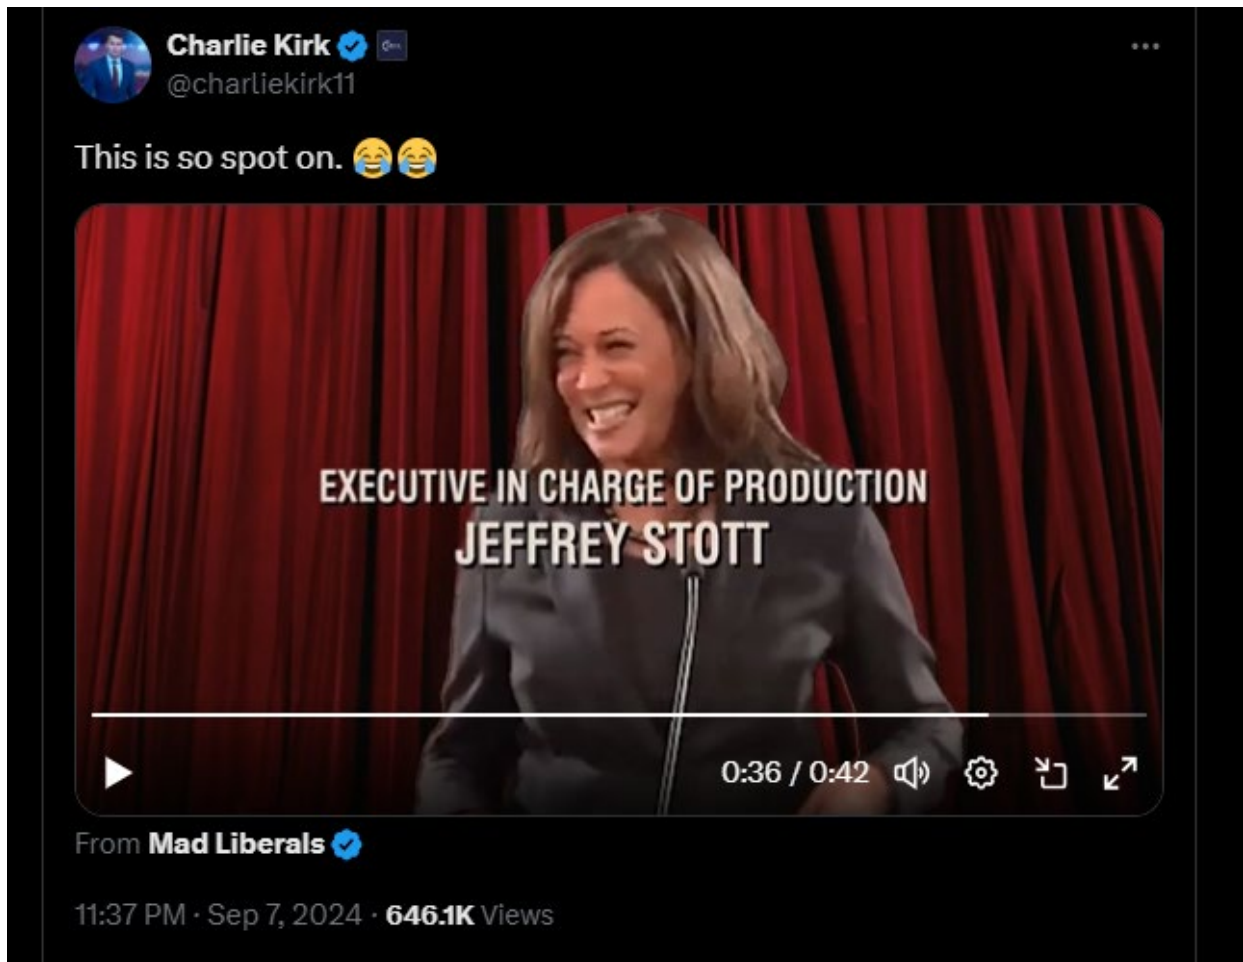 Charlie Kirk
@charliekirk11
This is so spot on. 😂😂
EXECUTIVE IN CHARGE OF PRODUCTION
JEFFREY STOTT
0:36 / 0:42
From Mad Liberals
11:37 PM · Sep 7, 2024 · 646.1K Views